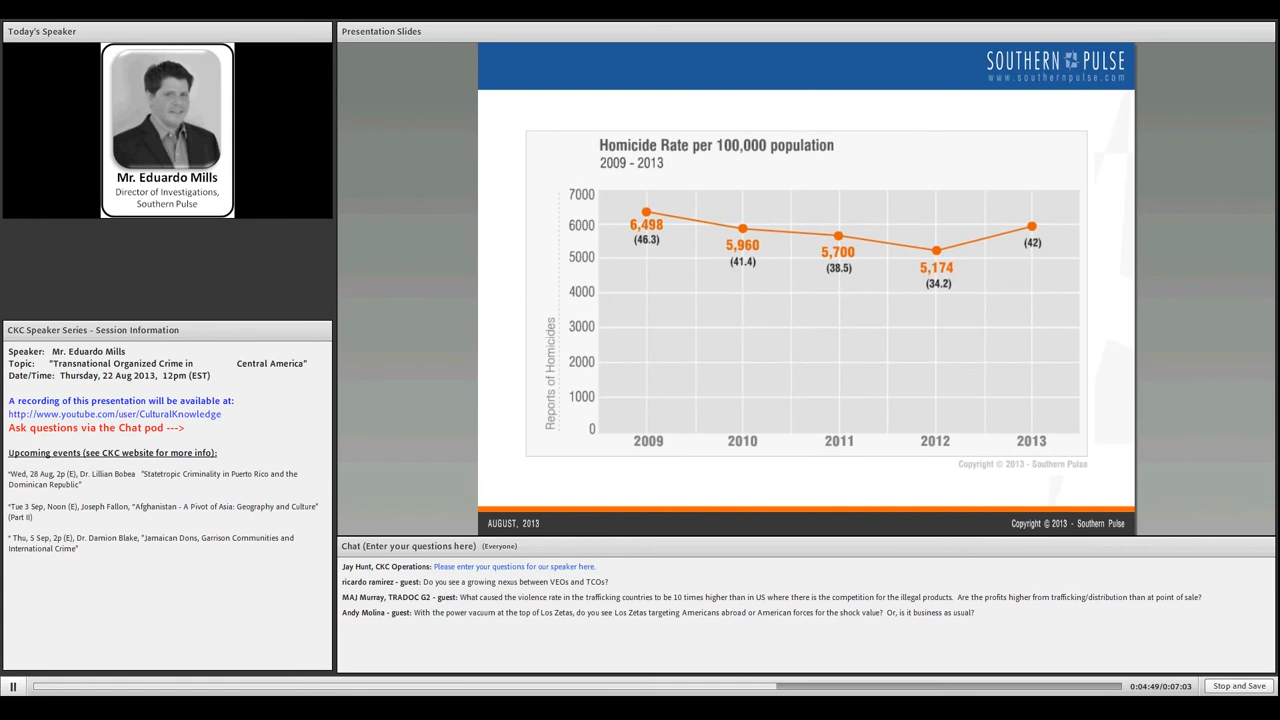 Today's Speaker
Mr. Eduardo Mills
Director of Investigations,
Southern Pulse
CKC Speaker Series - Session Information
Speaker: Mr. Eduardo Mills
Topic: "Transnational Organized Crime in Central America"
Date/Time: Thursday, 22 Aug 2013, 12pm (EST)
A recording of this presentation will be available at:
http://www.youtube.com/user/CulturalKnowledge
Ask questions via the Chat pod --->
Upcoming events (see CKC website for more info):
*Wed, 28 Aug, 2p (E), Dr. Lillian Bobea "Statetropic Criminality in Puerto Rico and the
Dominican Republic"
*Tue 3 Sep, Noon (E), Joseph Fallon, "Afghanistan - A Pivot of Asia: Geography and Culture"
(Part II)
* Thu, 5 Sep, 2p (E), Dr. Damion Blake, "Jamaican Dons, Garrison Communities and
International Crime"
Presentation Slides
SOUTHERN PULSE
www.southernpulse.com
Homicide Rate per 100,000 population
2009 - 2013
Reports of Homicides
7000
6000
5000
4000
3000
2000
1000
0
6,498
(46.3)
5,960
(41.4)
5,700
(38.5)
5,174
(34.2)
(42)
2009 2010 2011 2012 2013
Copyright © 2013 - Southern Pulse
AUGUST, 2013
Copyright © 2013 - Southern Pulse
Chat (Enter your questions here) (Everyone)
Jay Hunt, CKC Operations: Please enter your questions for our speaker here.
ricardo ramirez - guest: Do you see a growing nexus between VEOs and TCOs?
MAJ Murray, TRADOC G2 - guest: What caused the violence rate in the trafficking countries to be 10 times higher than in US where there is the competition for the illegal products. Are the profits higher from trafficking/distribution than at point of sale?
Andy Molina - guest: With the power vacuum at the top of Los Zetas, do you see Los Zetas targeting Americans abroad or American forces for the shock value? Or, is it business as usual?
0:04:49/0:07:03
Stop and Save